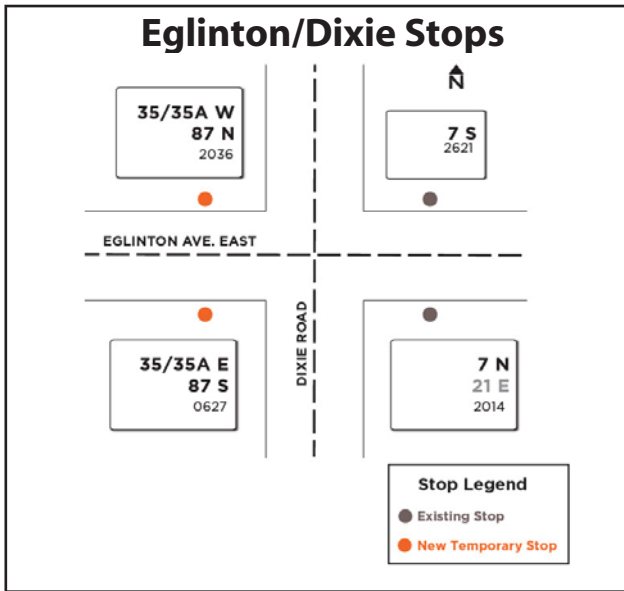 Eglinton/Dixie Stops
N
35/35A W
87 N
2036
7 S
2621
EGLINTON AVE. EAST
DIXIE ROAD
35/35A E
87 S
0627
7 N
21 E
2014
Stop Legend
Existing Stop
New Temporary Stop